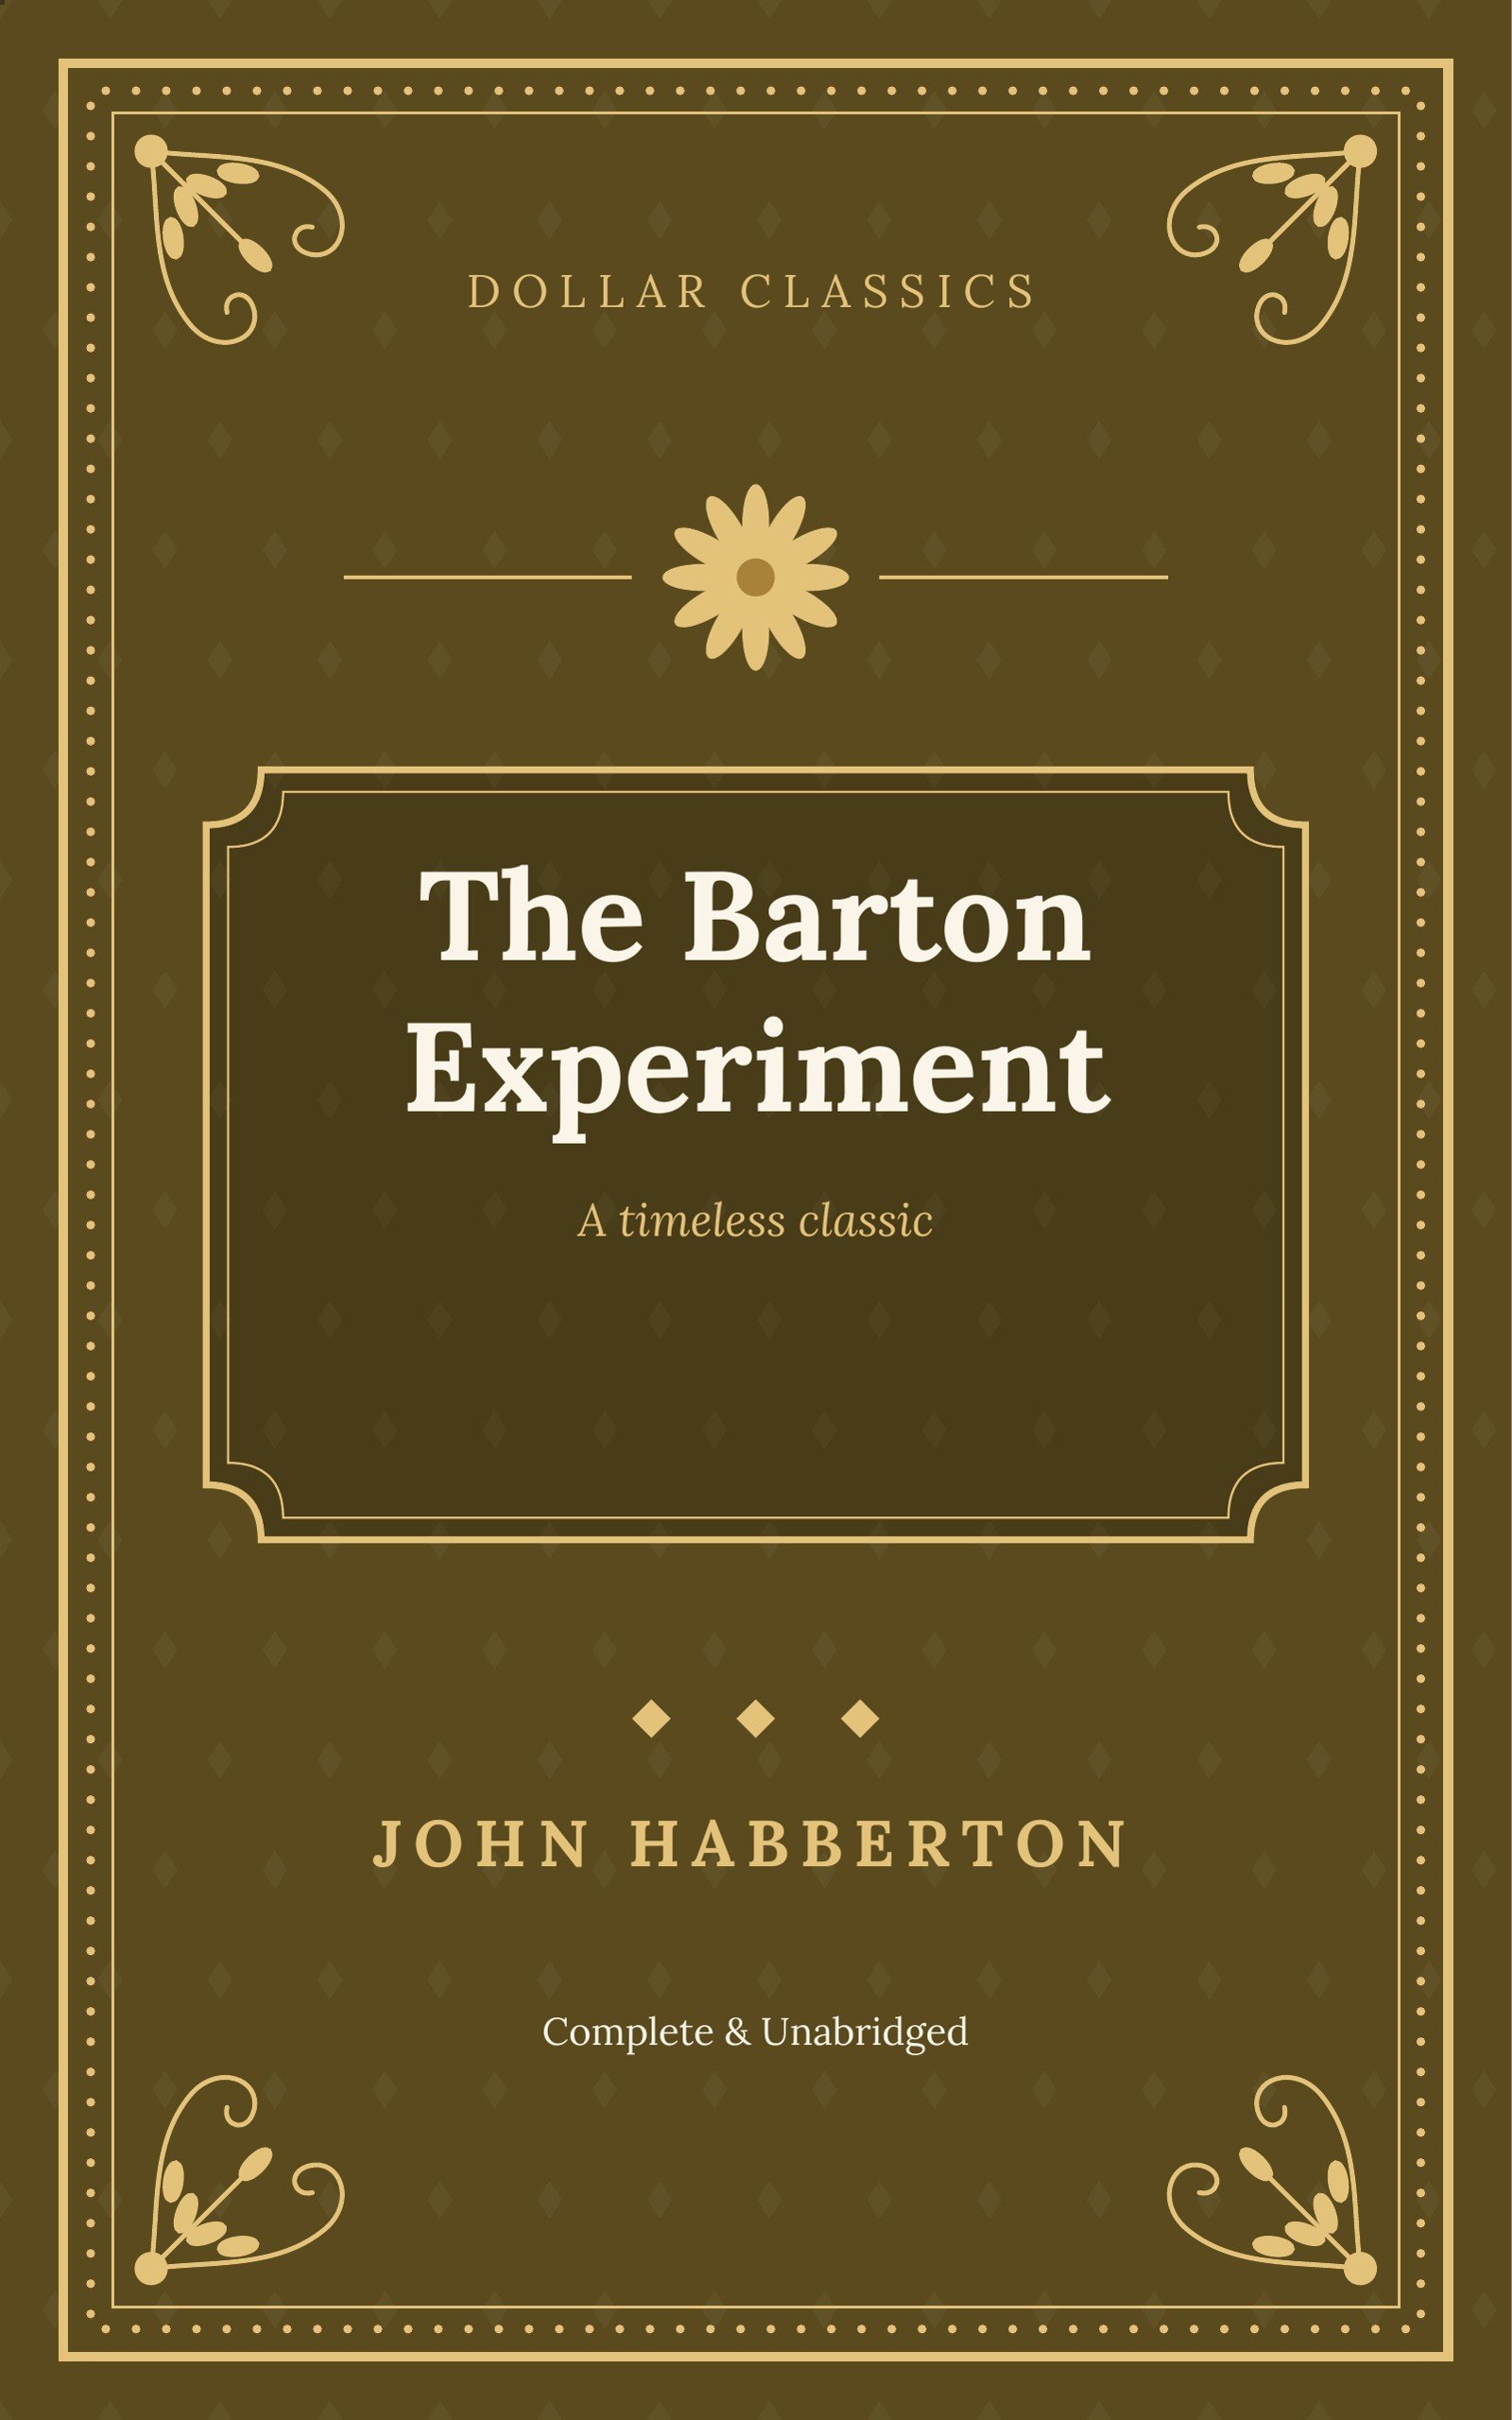 DOLLAR CLASSICS
The Barton
Experiment
A timeless classic
JOHN HABBERTON
Complete & Unabridged